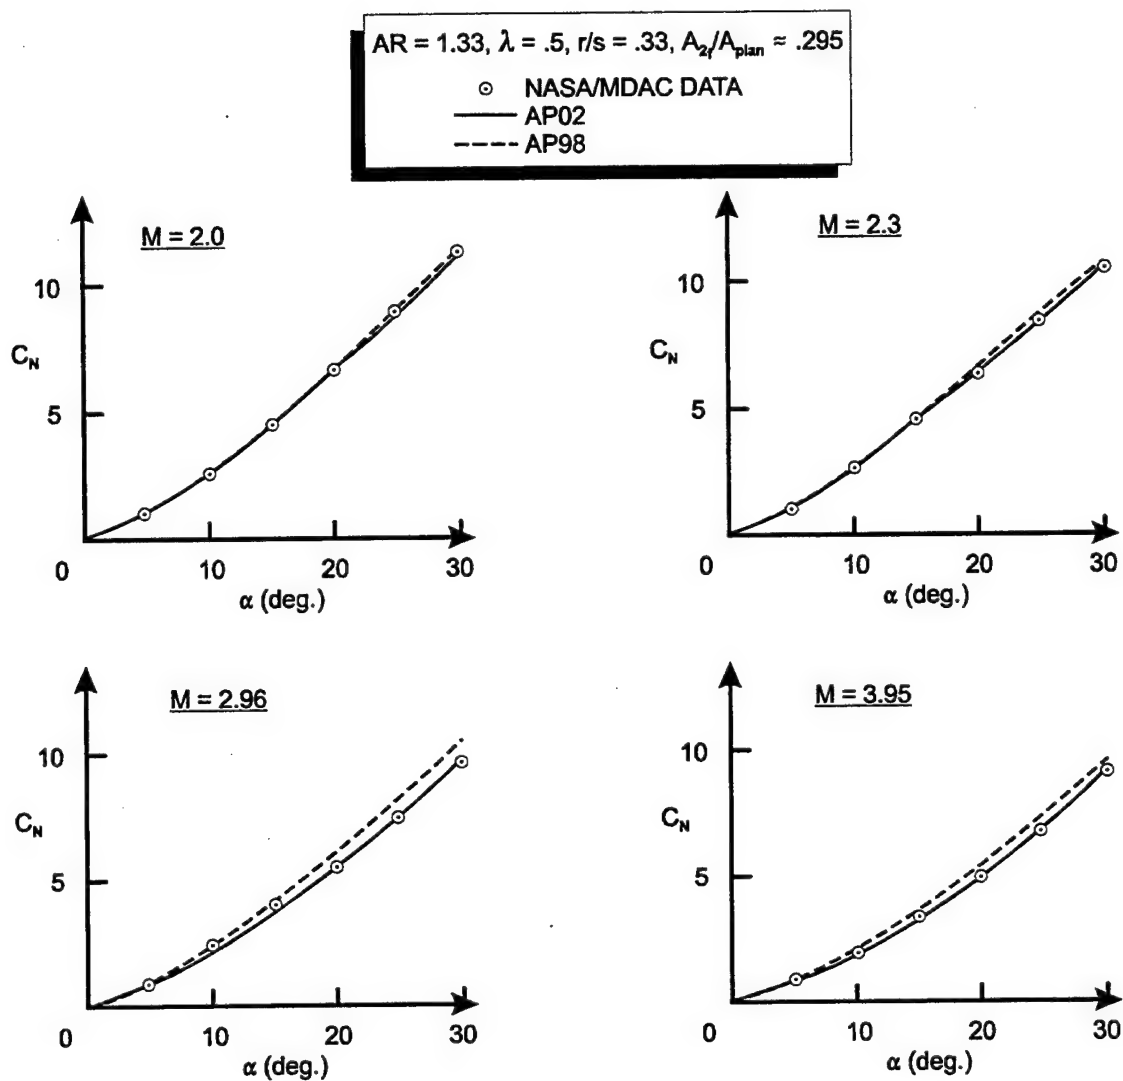 AR = 1.33, λ = .5, r/s = .33, A₂f/Aplan ≈ .295
NASA/MDAC DATA
AP02
AP98
M = 2.0
10
CN
5
0 10 20 30
α (deg.)
M = 2.3
10
CN
5
0 10 20 30
α (deg.)
M = 2.96
10
CN
5
0 10 20 30
α (deg.)
M = 3.95
10
CN
5
0 10 20 30
α (deg.)